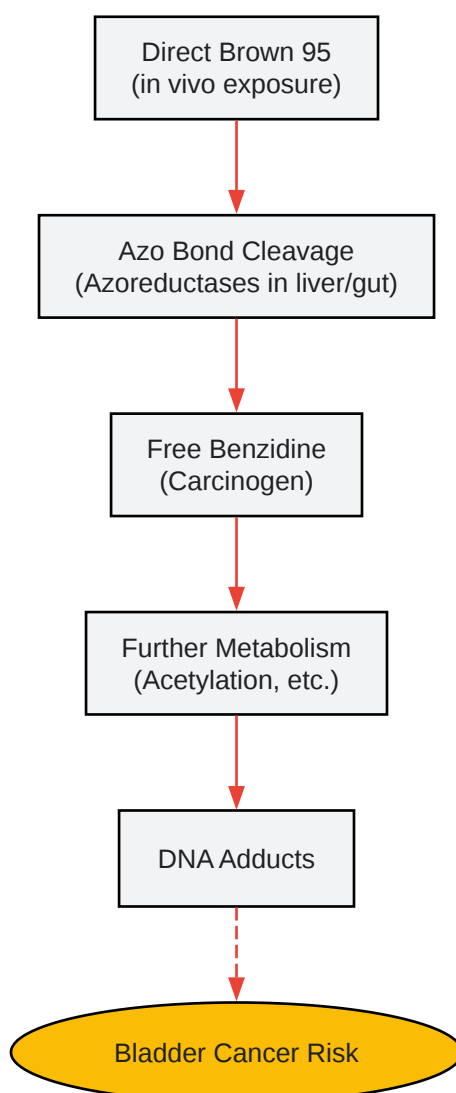 Direct Brown 95
(in vivo exposure)
Azo Bond Cleavage
(Azoreductases in liver/gut)
Free Benzidine
(Carcinogen)
Further Metabolism
(Acetylation, etc.)
DNA Adducts
Bladder Cancer Risk